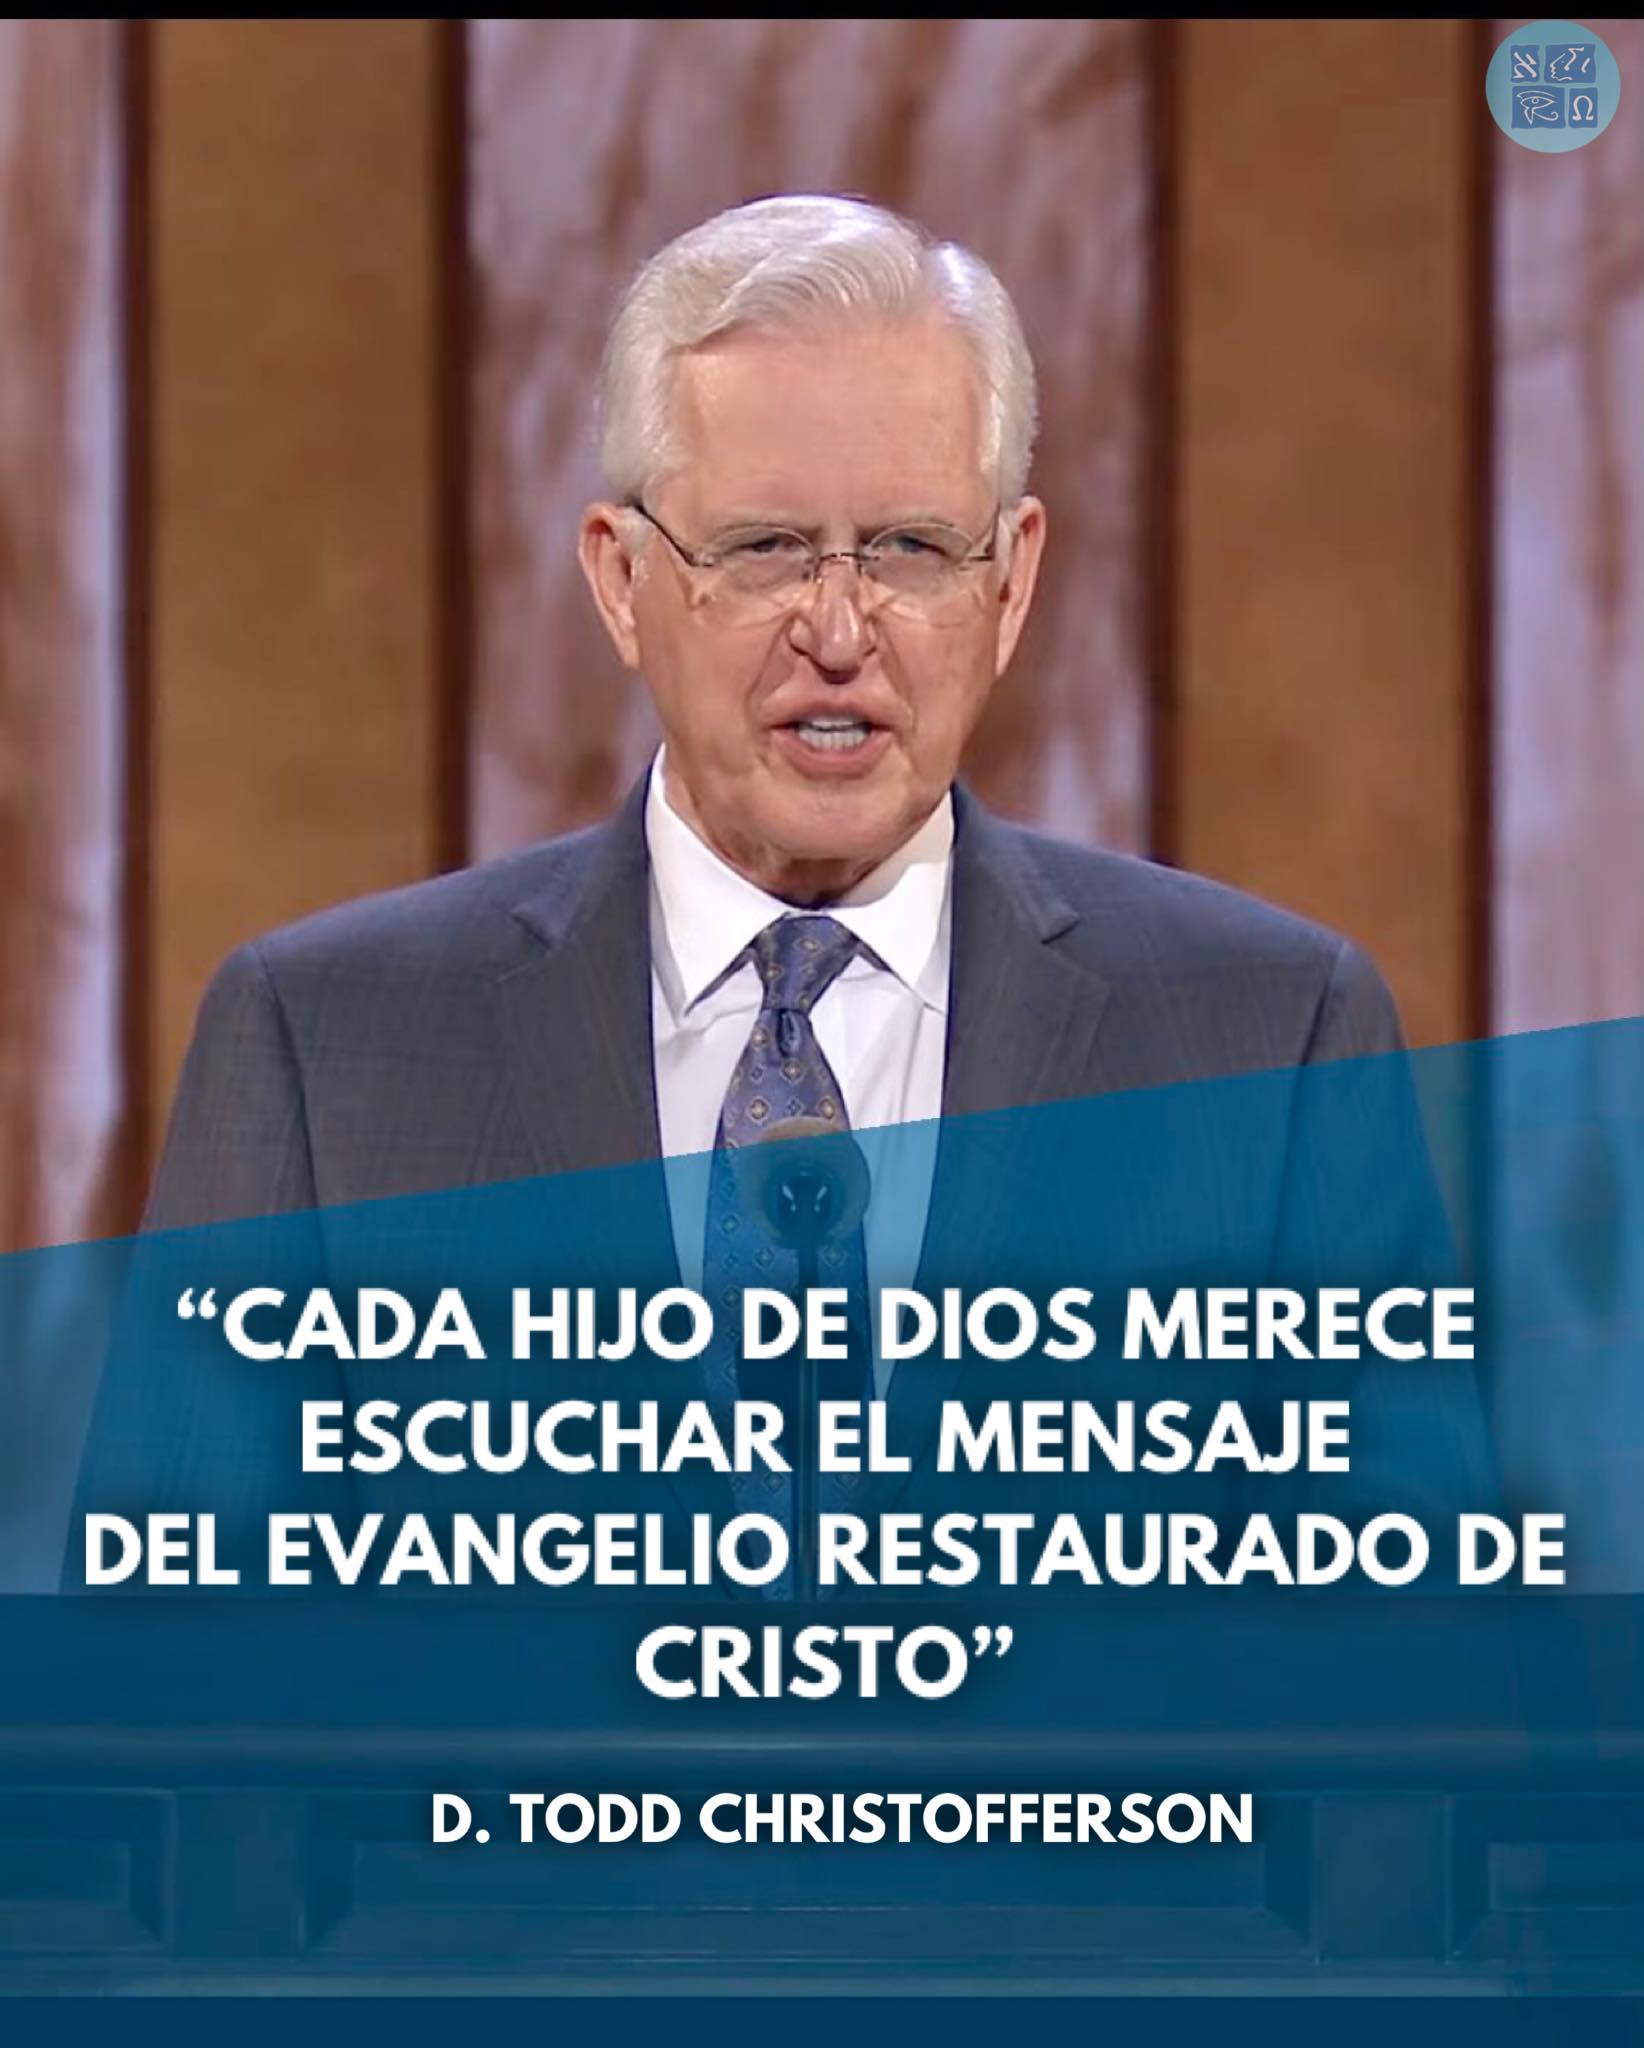 “CADA HIJO DE DIOS MERECE
ESCUCHAR EL MENSAJE
DEL EVANGELIO RESTAURADO DE
CRISTO”
D. TODD CHRISTOFFERSON